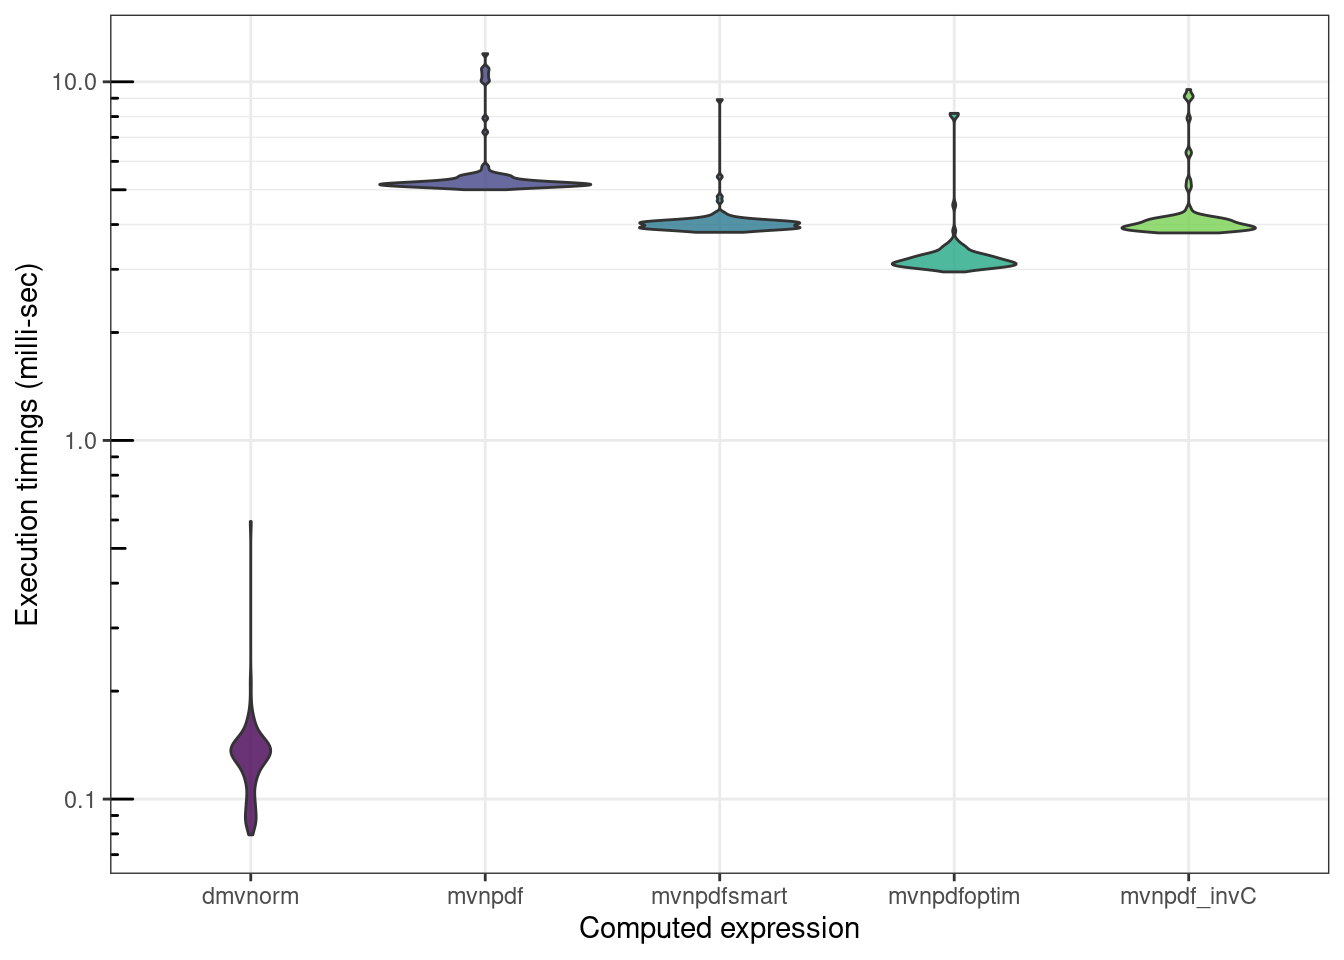 10.0
1.0
0.1
Execution timings (milli-sec)
dmvnorm mvnpdf mvnpdfsmart mvnpdfoptim mvnpdf_invC
Computed expression